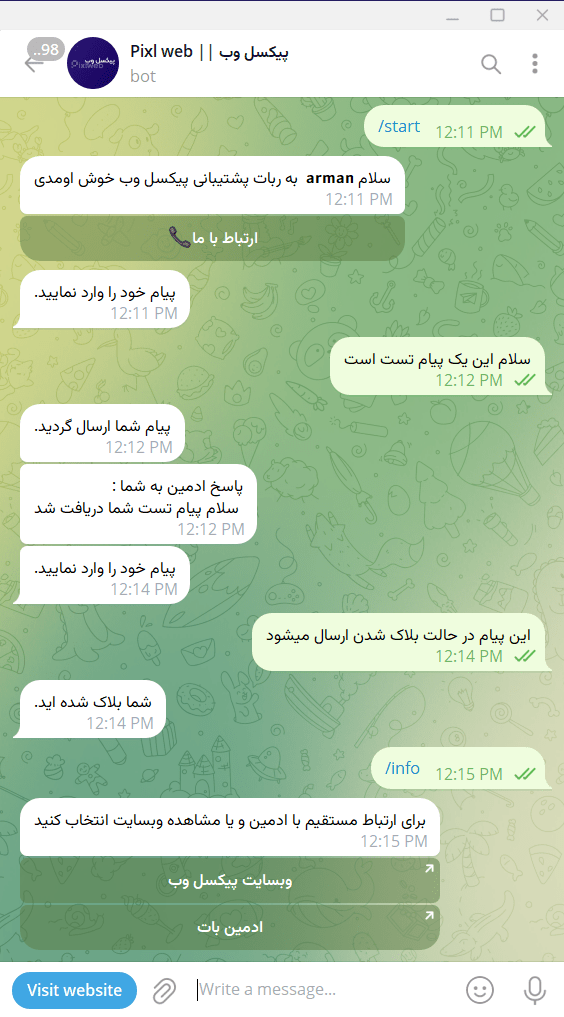 98..
پیکسل وب
Pixlweb
Pixl web || پیکسل وب
bot
/start
12:11 PM
سلام arman به ربات پشتیبانی پیکسل وب خوش اومدی
12:11 PM
ارتباط با ما📞
پیام خود را وارد نمایید.
12:11 PM
سلام این یک پیام تست است
12:12 PM
پیام شما ارسال گردید.
12:12 PM
پاسخ ادمین به شما :
سلام پیام تست شما دریافت شد
12:12 PM
پیام خود را وارد نمایید.
12:14 PM
این پیام در حالت بلاک شدن ارسال میشود
12:14 PM
شما بلاک شده اید.
12:14 PM
/info
12:15 PM
برای ارتباط مستقیم با ادمین و یا مشاهده وبسایت انتخاب کنید
12:15 PM
وبسایت پیکسل وب
ادمین بات
Visit website
Write a message...